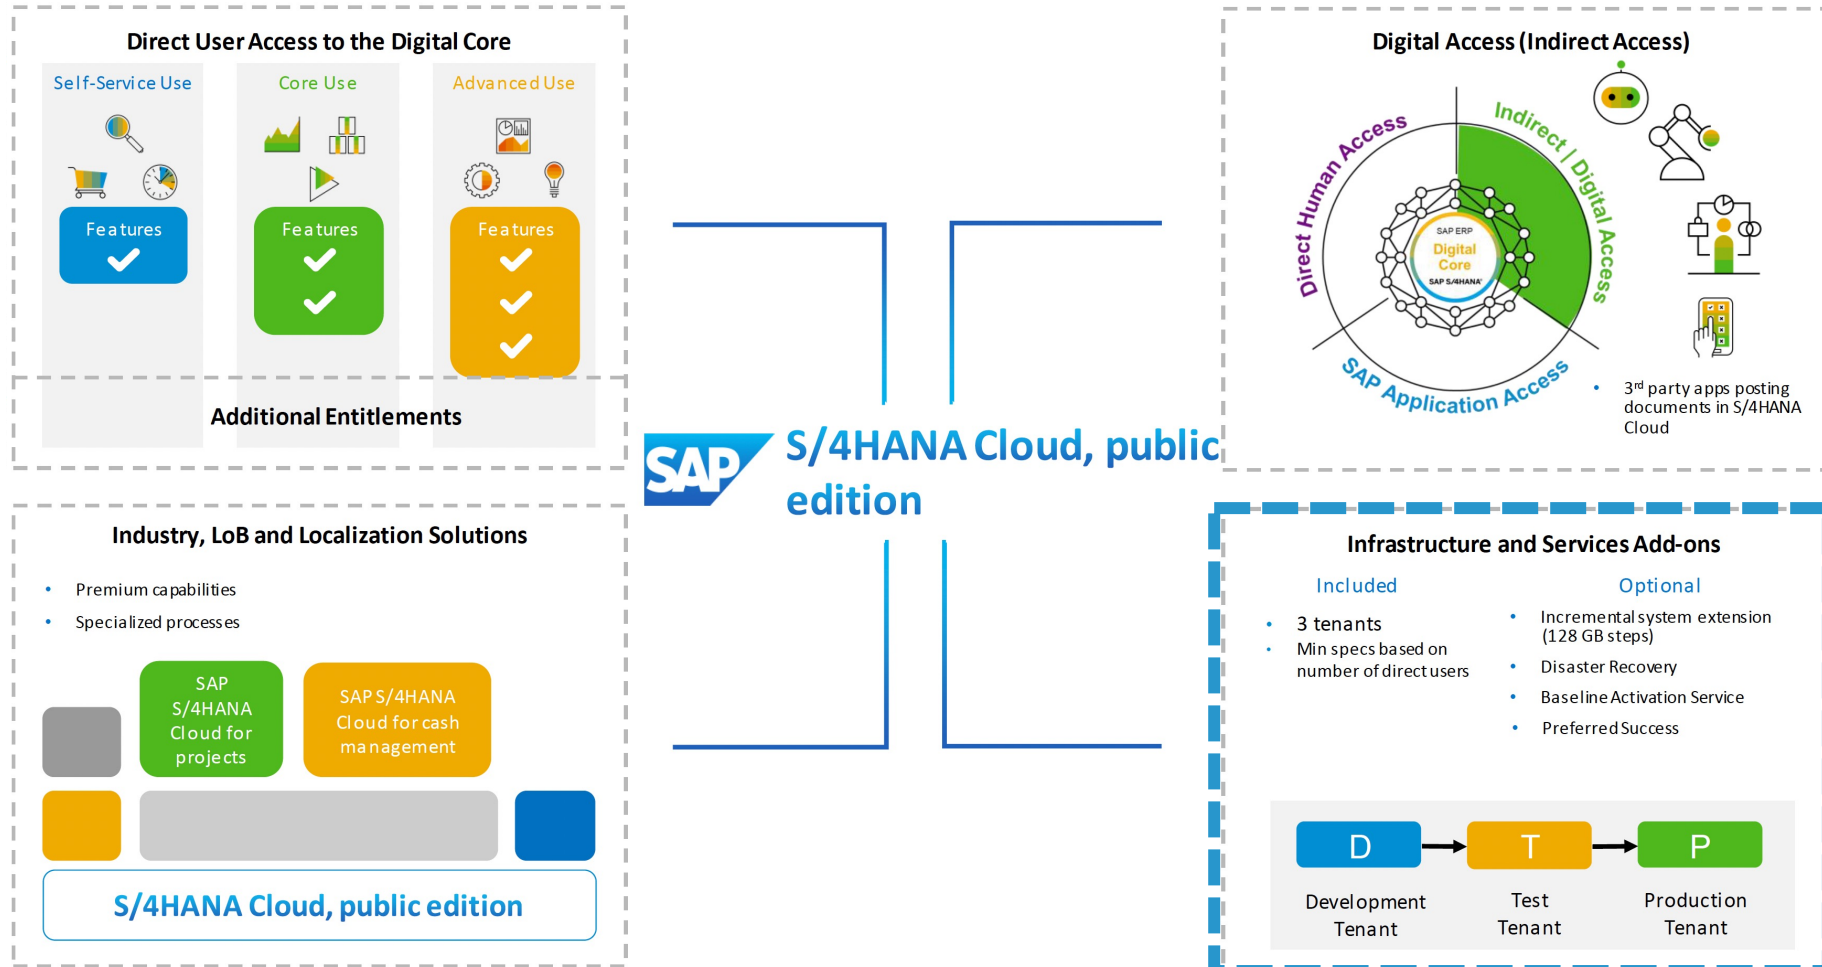 Direct User Access to the Digital Core
Self-Service Use
Core Use
Advanced Use
Features
Features
Features
Additional Entitlements
Digital Access (Indirect Access)
Direct Human Access
Indirect | Digital Access
SAP Application Access
SAP ERP
Digital
Core
SAP S/4HANA®
• 3rd party apps posting
documents in S/4HANA
Cloud
SAP
S/4HANA Cloud, public
edition
Industry, LoB and Localization Solutions
• Premium capabilities
• Specialized processes
SAP
S/4HANA
Cloud for
projects
SAP S/4HANA
Cloud for cash
management
S/4HANA Cloud, public edition
Infrastructure and Services Add-ons
Included
• 3 tenants
• Min specs based on
number of direct users
Optional
• Incremental system extension
(128 GB steps)
• Disaster Recovery
• Baseline Activation Service
• Preferred Success
D
T
P
Development
Tenant
Test
Tenant
Production
Tenant